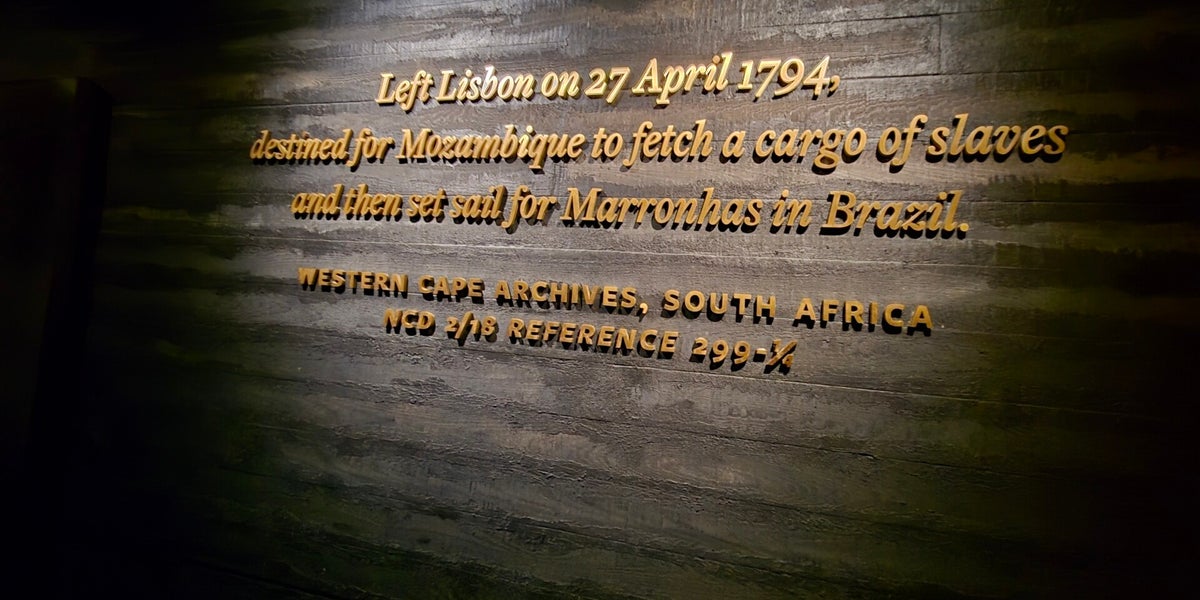 Left Lisbon on 27 April 1794,
destined for Mozambique to fetch a cargo of slaves
and then set sail for Marronhas in Brazil.
WESTERN CAPE ARCHIVES, SOUTH AFRICA
NCD 2/18 REFERENCE 299-¼